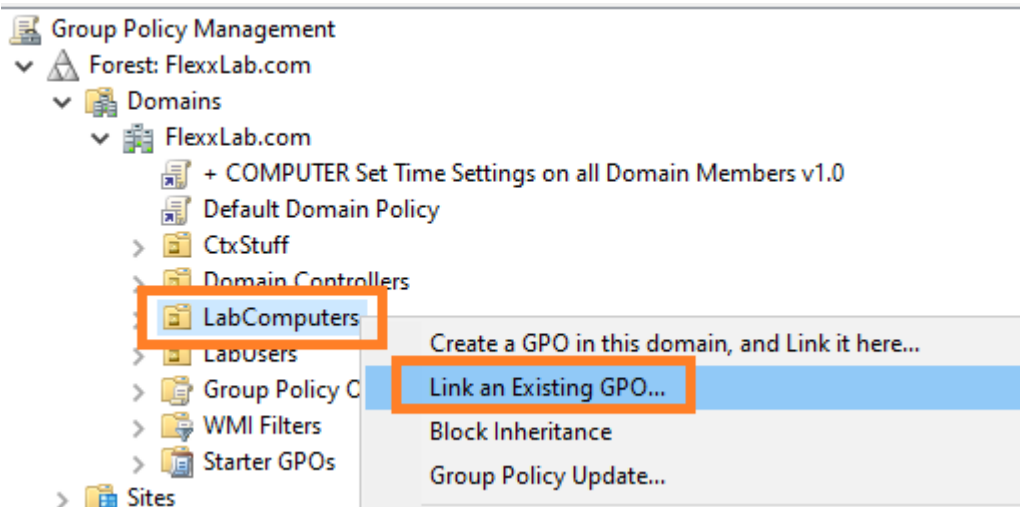 Group Policy Management
Forest: FlexxLab.com
Domains
FlexxLab.com
+ COMPUTER Set Time Settings on all Domain Members v1.0
Default Domain Policy
CtxStuff
Domain Controllers
LabComputers
LabUsers
Group Policy O
WMI Filters
Starter GPOs
Sites
Create a GPO in this domain, and Link it here...
Link an Existing GPO...
Block Inheritance
Group Policy Update...